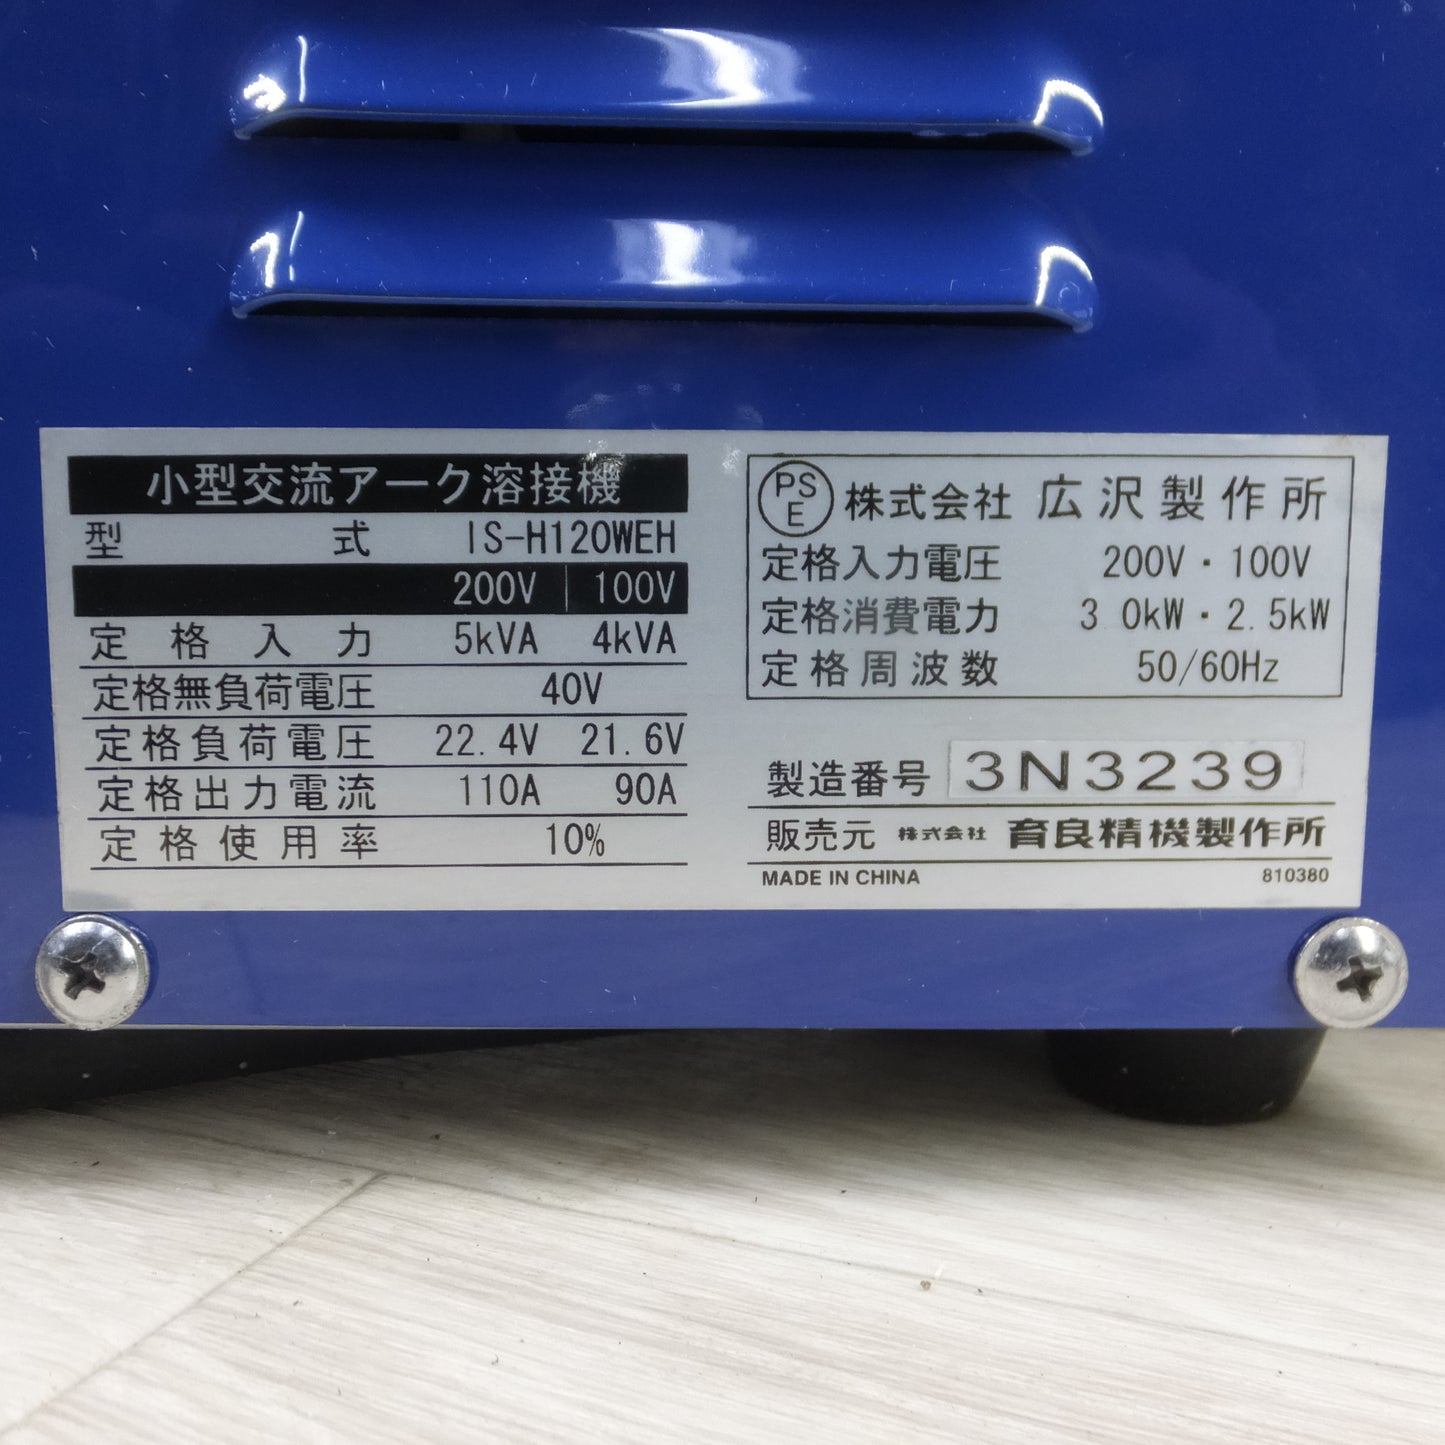 小型交流アーク溶接機
型式 IS-H120WEH
200V 100V
定格入力 5kVA 4kVA
定格無負荷電圧 40V
定格負荷電圧 22.4V 21.6V
定格出力電流 110A 90A
定格使用率 10%
PSE 株式会社 広沢製作所
定格入力電圧 200V・100V
定格消費電力 3.0kW・2.5kW
定格周波数 50/60Hz
製造番号 3N3239
販売元 株式会社 育良精機製作所
MADE IN CHINA 810380